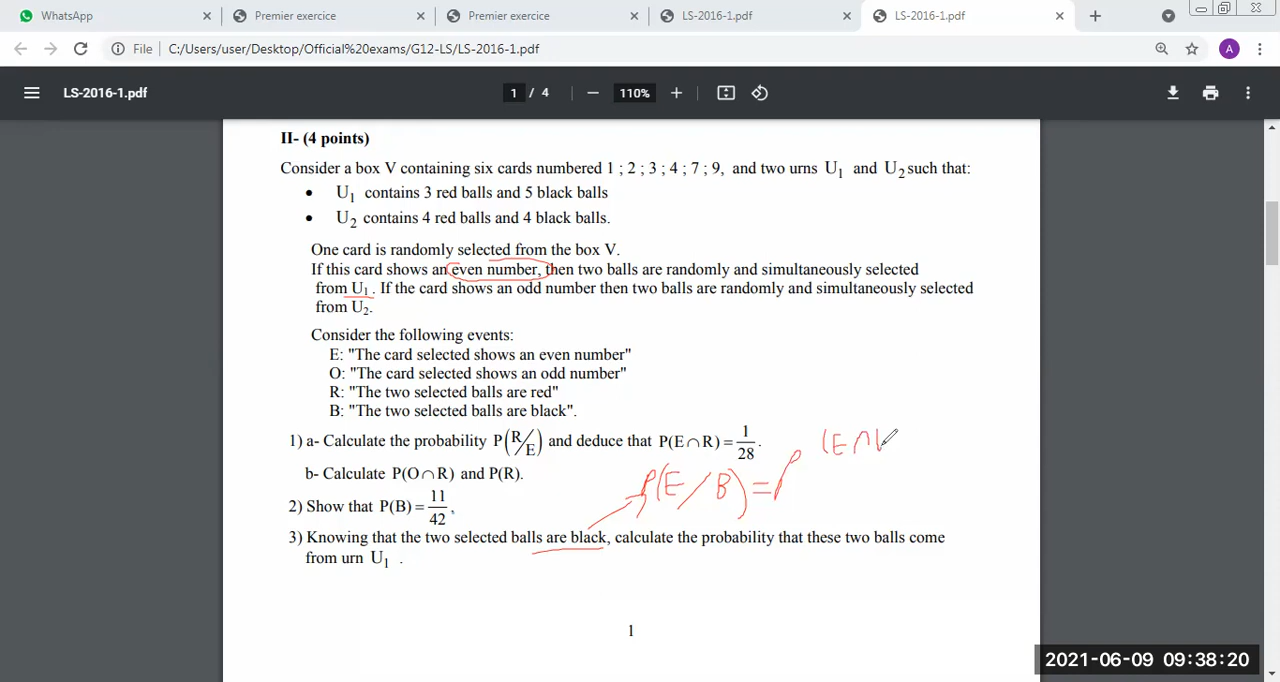 WhatsApp
Premier exercice
Premier exercice
LS-2016-1.pdf
LS-2016-1.pdf
A
File
C:/Users/user/Desktop/Official%20exams/G12-LS/LS-2016-1.pdf
LS-2016-1.pdf
1 / 4
110%
II- (4 points)
Consider a box V containing six cards numbered 1 ; 2 ; 3 ; 4 ; 7 ; 9, and two urns U1 and U2 such that:
• U1 contains 3 red balls and 5 black balls
• U2 contains 4 red balls and 4 black balls.
One card is randomly selected from the box V.
If this card shows an even number, then two balls are randomly and simultaneously selected
from U1 . If the card shows an odd number then two balls are randomly and simultaneously selected
from U2.
Consider the following events:
E: "The card selected shows an even number"
O: "The card selected shows an odd number"
R: "The two selected balls are red"
B: "The two selected balls are black".
1) a- Calculate the probability P(R/E) and deduce that P(E∩R) = 1/28 .
b- Calculate P(O∩R) and P(R).
P(E/B) = P (E∩
2) Show that P(B) = 11/42 ,
3) Knowing that the two selected balls are black, calculate the probability that these two balls come
from urn U1 .
1
2021-06-09 09:38:20